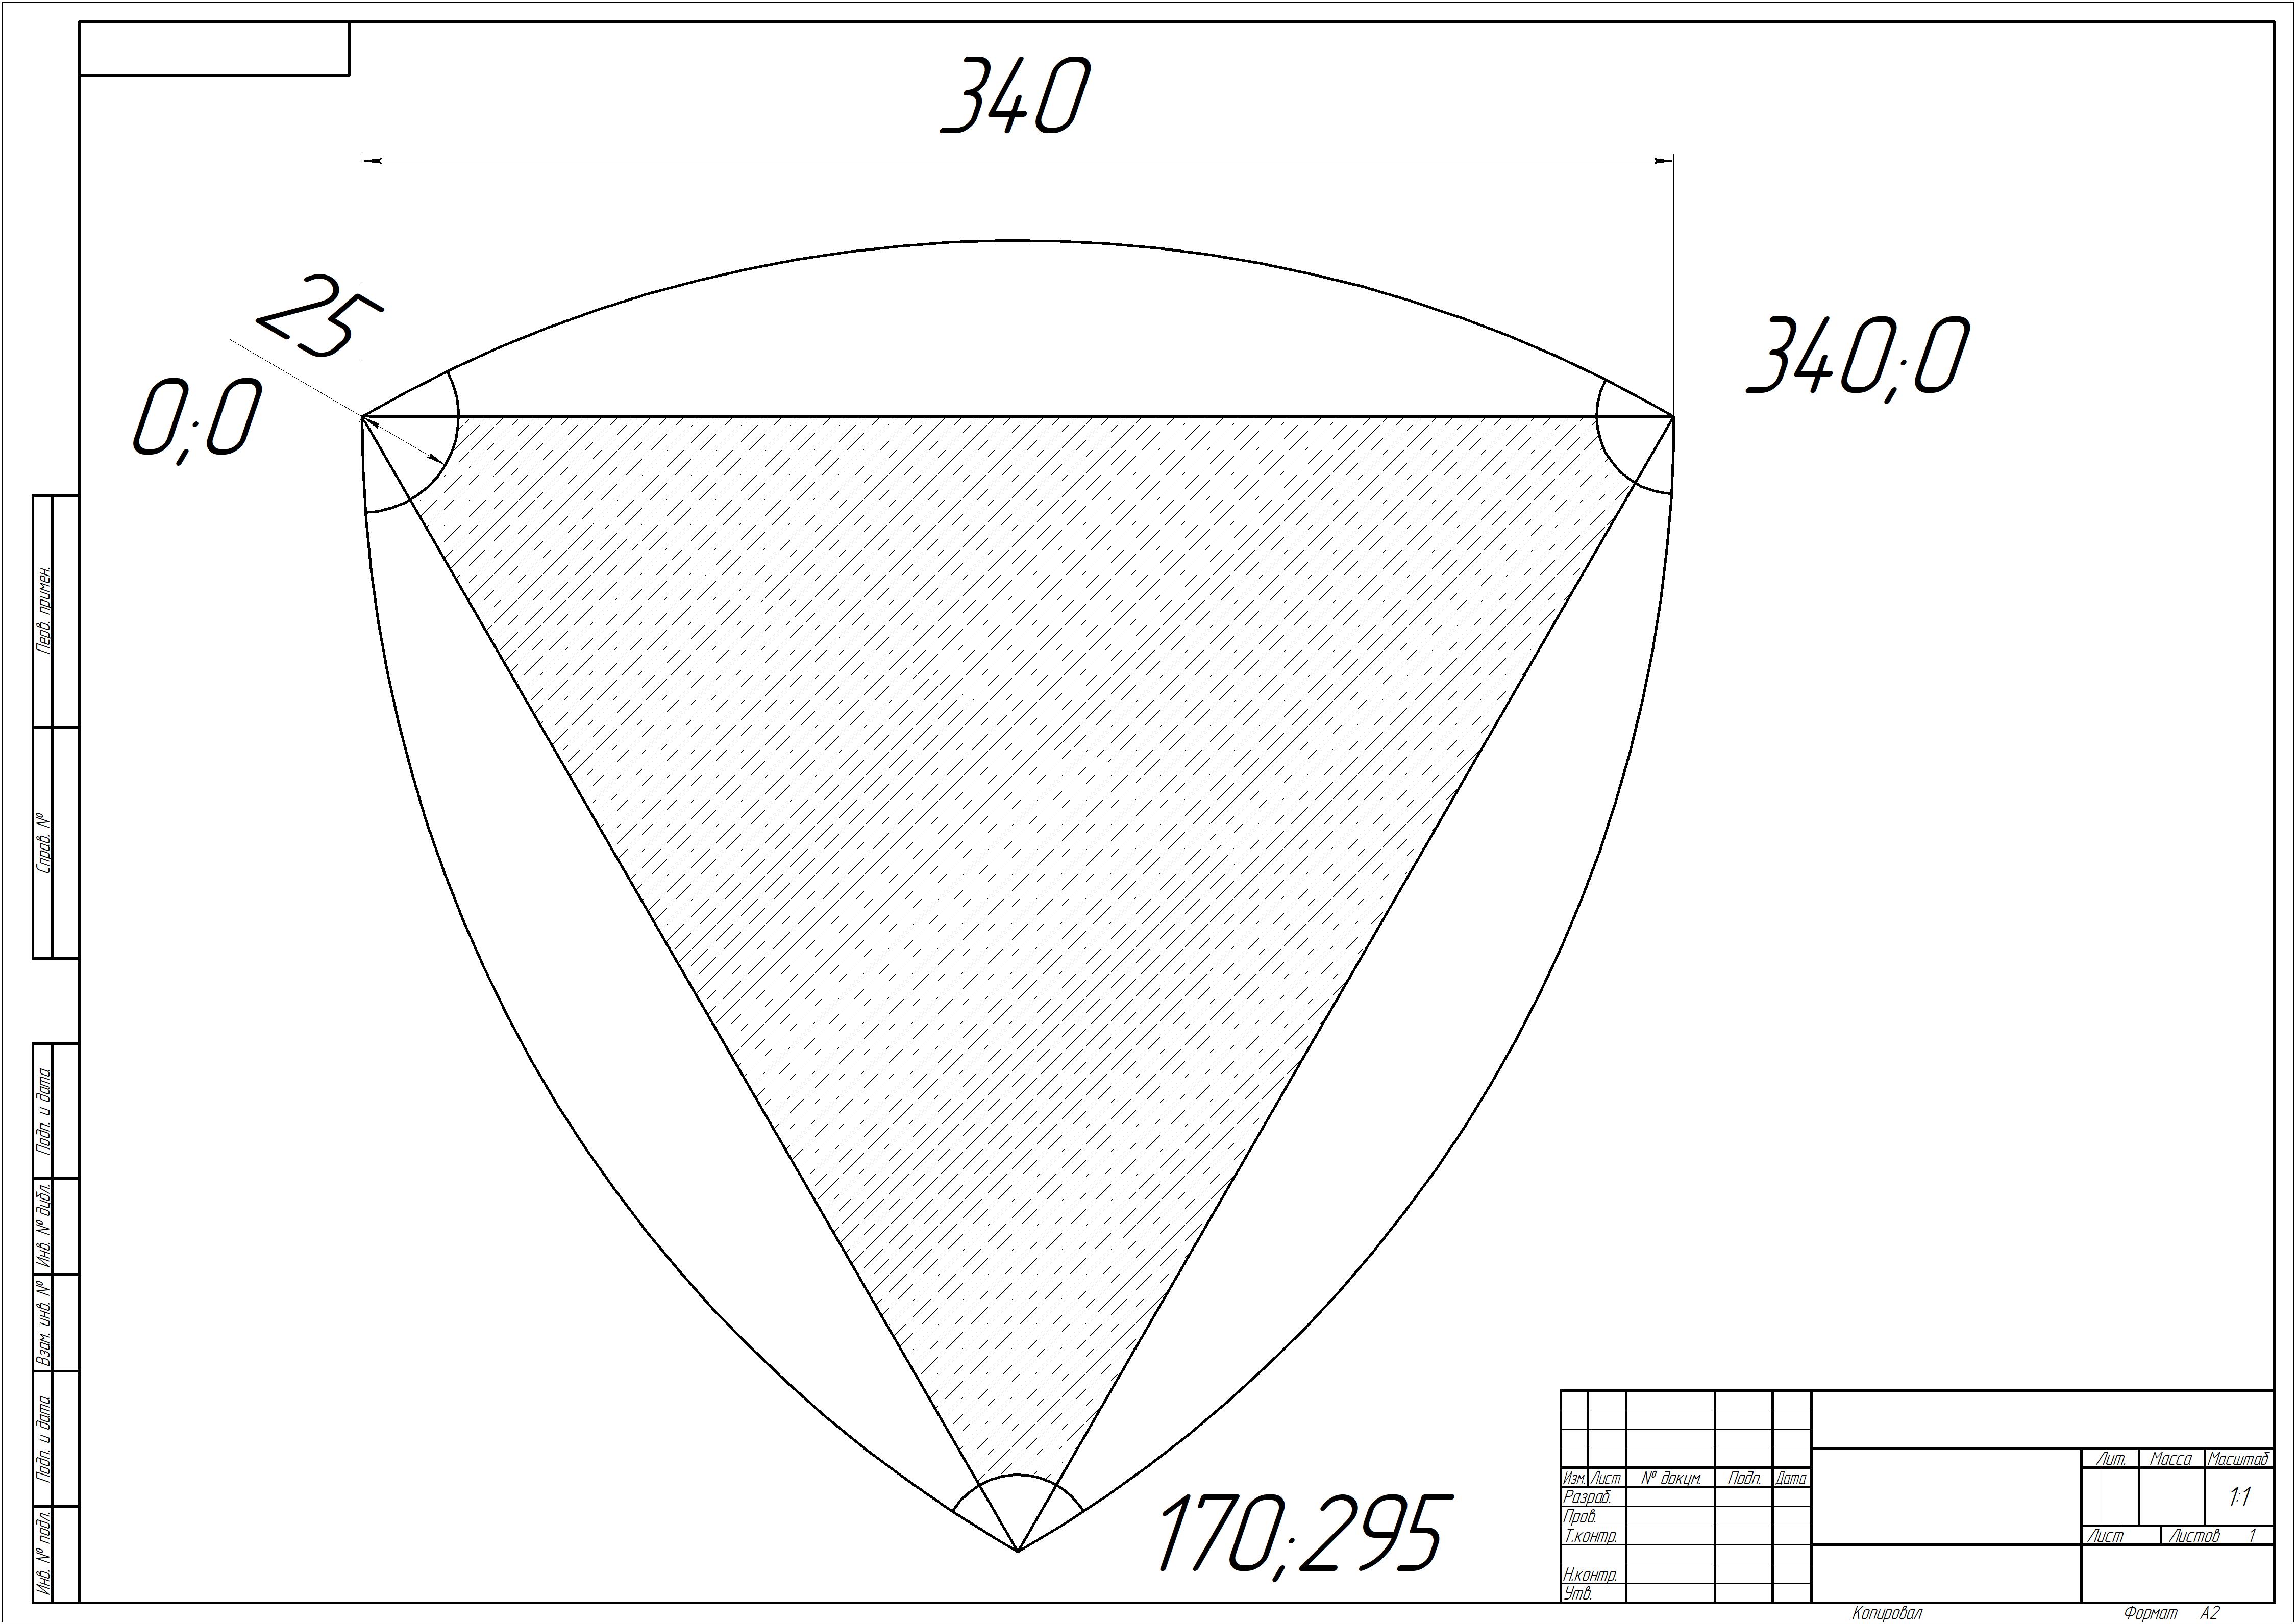 340
25
0;0
340;0
170;295
Перв. примен.
Справ. №
Подп. и дата
Инв. № дубл.
Взам. инв. №
Подп. и дата
Инв. № подл.
Лит. Масса Масштаб
Изм. Лист № докум. Подп. Дата
Разраб.
1:1
Пров.
Т.контр.
Лист Листов 1
Н.контр.
Утв.
Копировал Формат A2